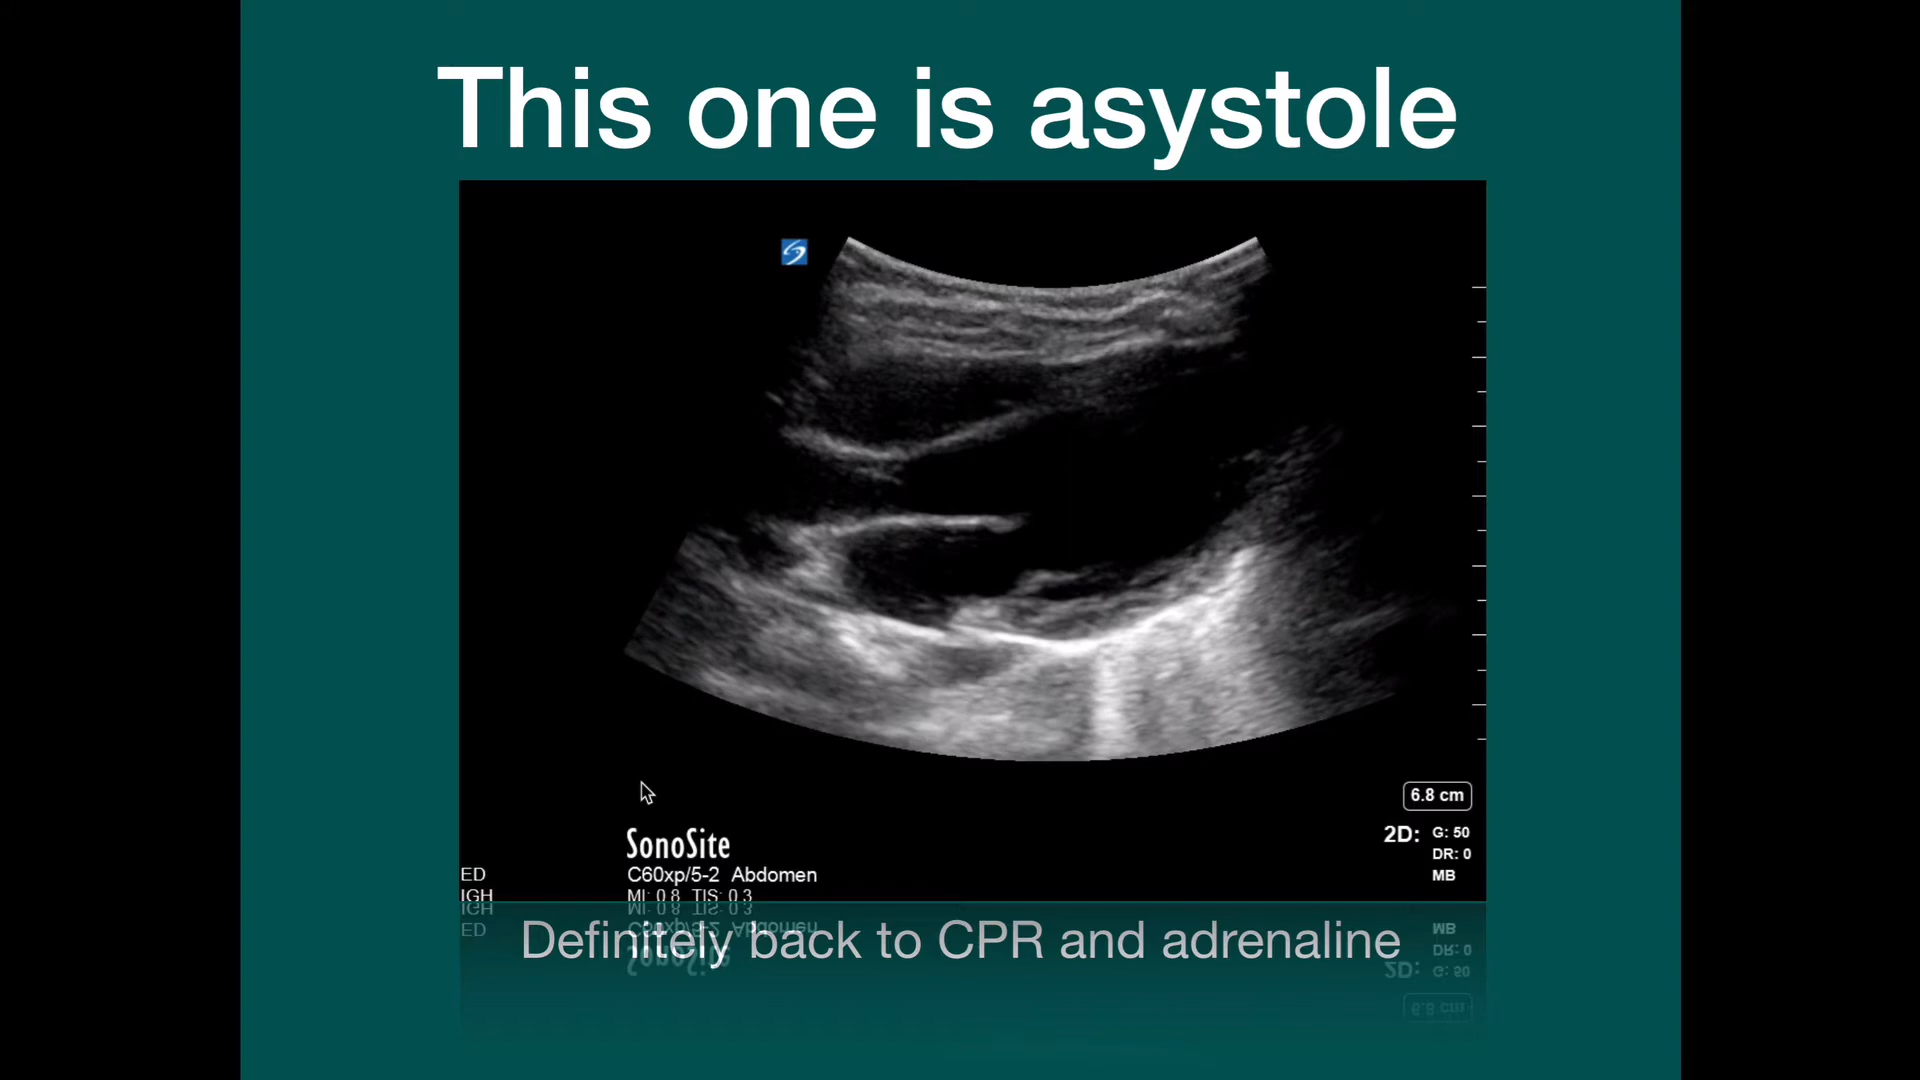 This one is asystole
6.8 cm
2D: G: 50
DR: 0
MB
SonoSite
ED
C60xp/5-2 Abdomen
IGH
MI: 0.8 TIS: 0.3
Definitely back to CPR and adrenaline